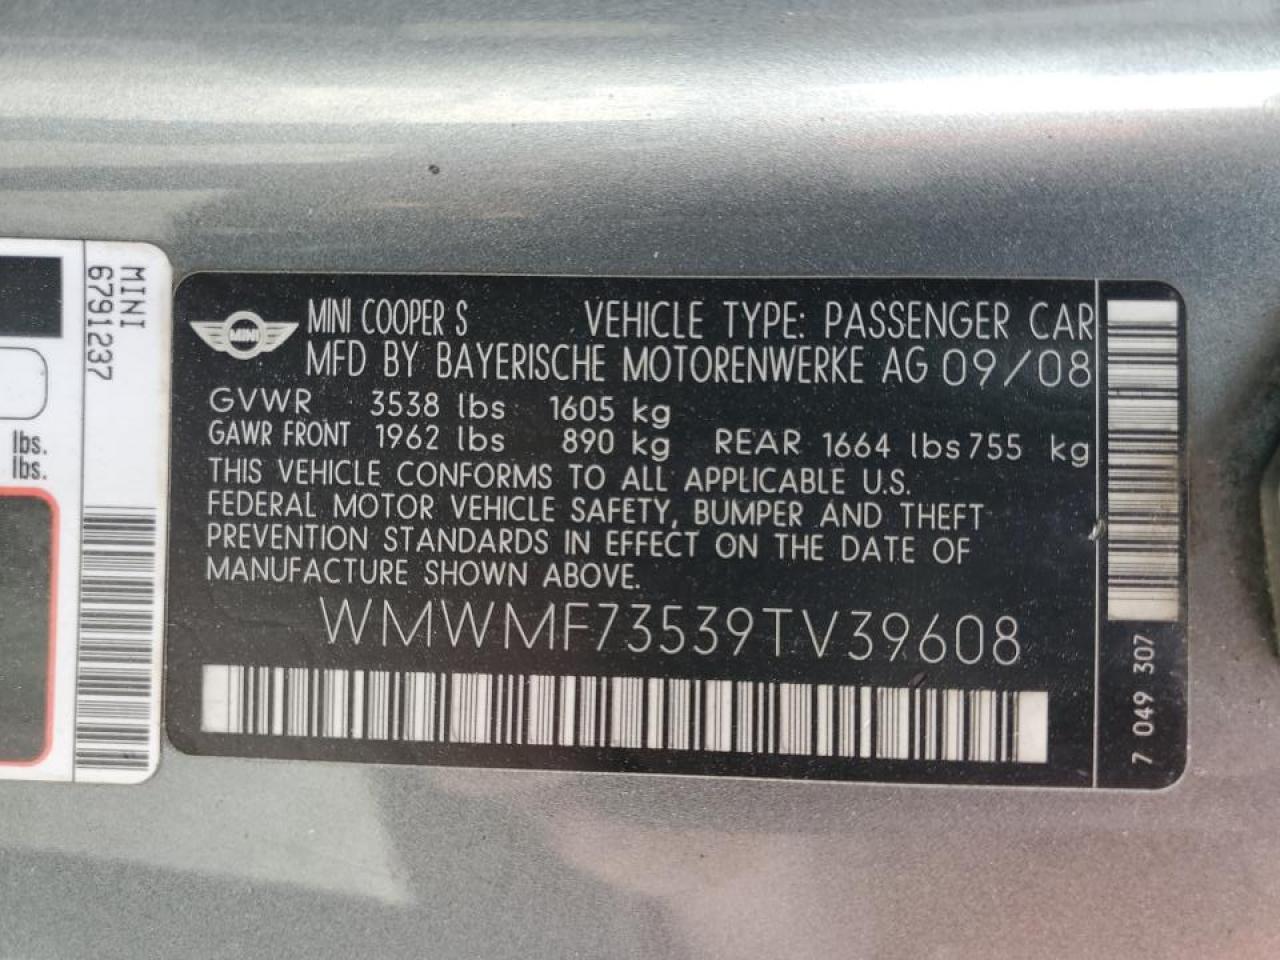 MINI
6791237
lbs.
lbs.
MINI
MINI COOPER S VEHICLE TYPE: PASSENGER CAR
MFD BY BAYERISCHE MOTORENWERKE AG 09/08
GVWR 3538 lbs 1605 kg
GAWR FRONT 1962 lbs 890 kg REAR 1664 lbs 755 kg
THIS VEHICLE CONFORMS TO ALL APPLICABLE U.S.
FEDERAL MOTOR VEHICLE SAFETY, BUMPER AND THEFT
PREVENTION STANDARDS IN EFFECT ON THE DATE OF
MANUFACTURE SHOWN ABOVE.
WMWMF73539TV39608
7 049 307